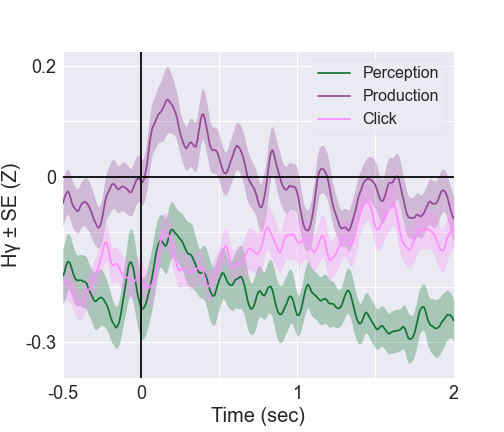 Perception
Production
Click
0.2
0
-0.3
Hγ ± SE (Z)
-0.5
0
1
2
Time (sec)